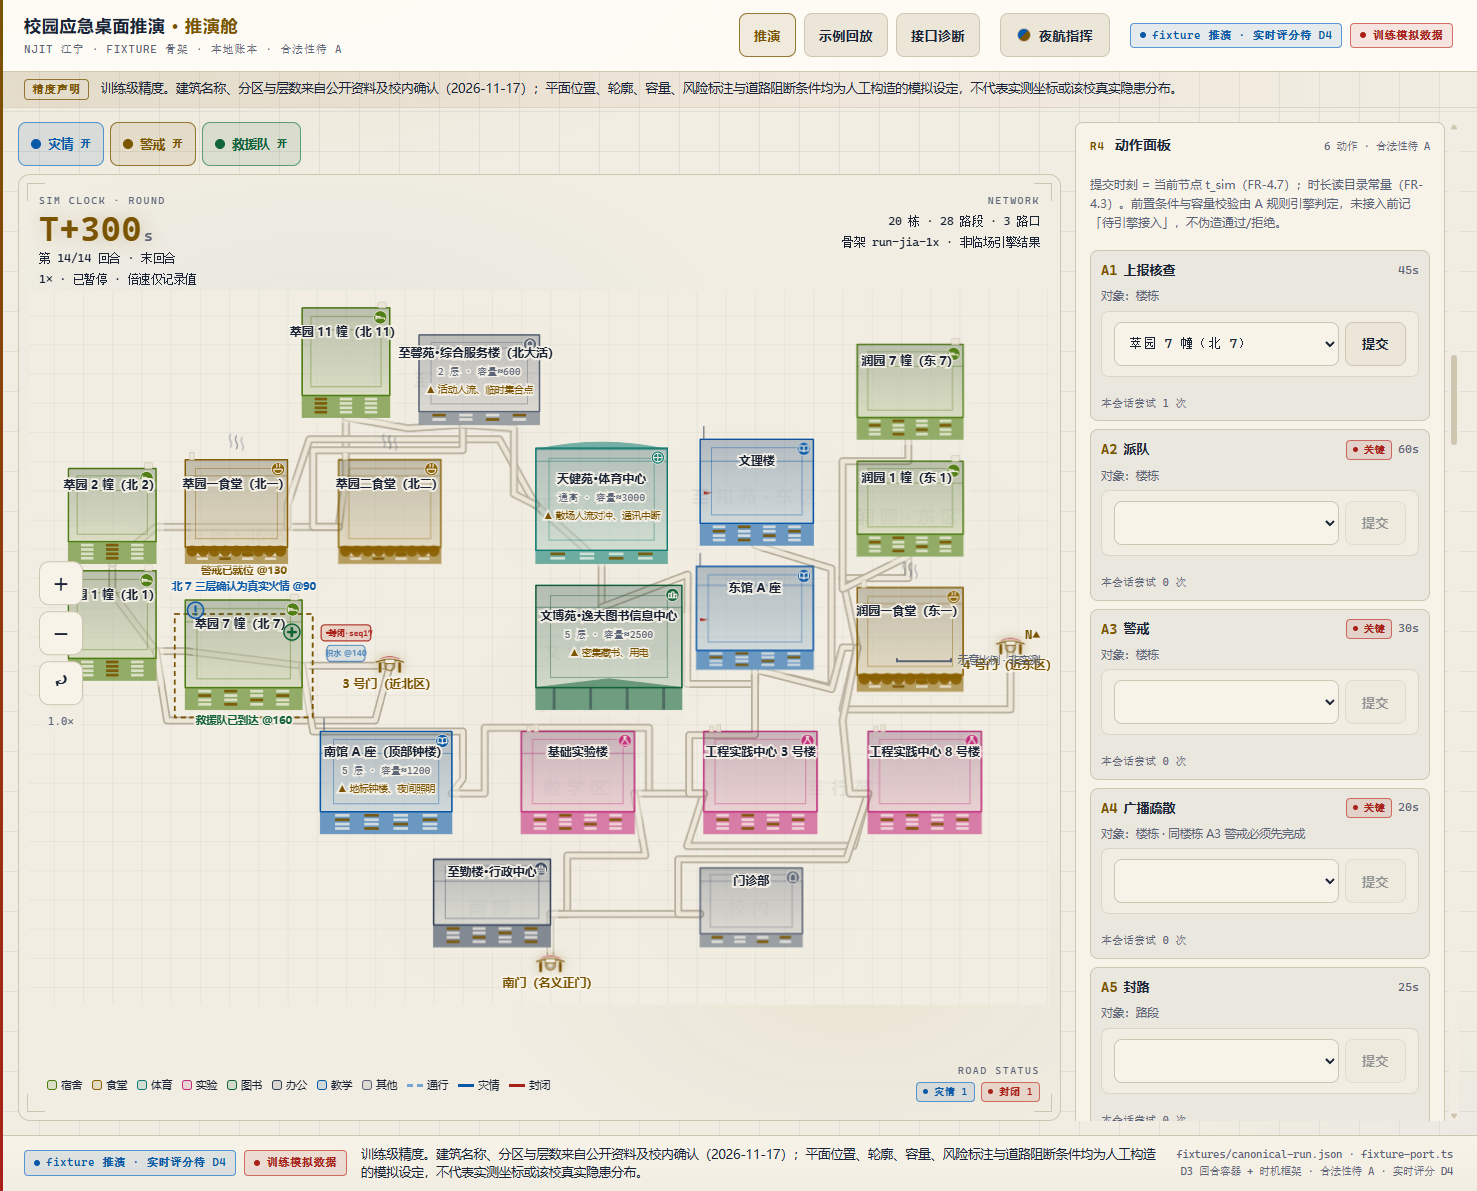 校园应急桌面推演 · 推演舱
NJIT 江宁 · FIXTURE 骨架 · 本地账本 · 合法性待 A
推演
示例回放
接口诊断
夜航指挥
fixture 推演 · 实时评分待 D4
训练模拟数据
精度声明
训练级精度。建筑名称、分区与层数来自公开资料及校内确认（2026-11-17）；平面位置、轮廓、容量、风险标注与道路阻断条件均为人工构造的模拟设定，不代表实测坐标或该校真实隐患分布。
灾情 开
警戒 开
救援队 开
SIM CLOCK · ROUND
T+300s
第 14/14 回合 · 末回合
1× · 已暂停 · 倍速仅记录值
NETWORK
20 栋 · 28 路段 · 3 路口
骨架 run-jia-1x · 非临场引擎结果
萃园 11 幢（北 11）
至馨苑·综合服务楼（北大活）
2 层 · 容量≈600
▲ 活动人流、临时集合点
润园 7 幢（东 7）
文理楼
天健苑·体育中心
通高 · 容量≈3000
▲ 散场人流对冲、通讯中断
润园 1 幢（东 1）
萃园 2 幢（北 2）
萃园一食堂（北一）
萃园二食堂（北二）
警戒已就位 @130
北 7 三层确认为真实火情 @90
园 1 幢（北 1）
萃园 7 幢（北 7）
封闭·seq17
积水 @140
3 号门（近北区）
救援队已到达 @160
东馆 A 座
文博苑·逸夫图书信息中心
5 层 · 容量≈2500
▲ 密集藏书、用电
润园一食堂（东一）
N▲
4 号门（近东区）
+
−
1.0×
南馆 A 座（顶部钟楼）
5 层 · 容量≈1200
▲ 地标钟楼、夜间照明
基础实验楼
工程实践中心 3 号楼
工程实践中心 8 号楼
至勤楼·行政中心
门诊部
南门（名义正门）
宿舍
食堂
体育
实验
图书
办公
教学
其他
通行
灾情
封闭
ROAD STATUS
灾情 1
封闭 1
R4 动作面板
6 动作 · 合法性待 A
提交时刻 = 当前节点 t_sim（FR-4.7）；时长读目录常量（FR-
4.3）。前置条件与容量校验由 A 规则引擎判定，未接入前记
「待引擎接入」，不伪造通过/拒绝。
A1 上报核查
45s
对象：楼栋
萃园 7 幢（北 7）
提交
本会话尝试 1 次
A2 派队
关键
60s
对象：楼栋
提交
本会话尝试 0 次
A3 警戒
关键
30s
对象：楼栋
提交
本会话尝试 0 次
A4 广播疏散
关键
20s
对象：楼栋 · 同楼栋 A3 警戒必须先完成
提交
本会话尝试 0 次
A5 封路
25s
对象：路段
提交
本会话尝试 0 次
fixture 推演 · 实时评分待 D4
训练模拟数据
训练级精度。建筑名称、分区与层数来自公开资料及校内确认（2026-11-17）；平面位置、轮廓、容量、风险标注与道路阻断条件均为人工构造
的模拟设定，不代表实测坐标或该校真实隐患分布。
fixtures/canonical-run.json · fixture-port.ts
D3 回合容器 + 时机框架 · 合法性待 A · 实时评分 D4